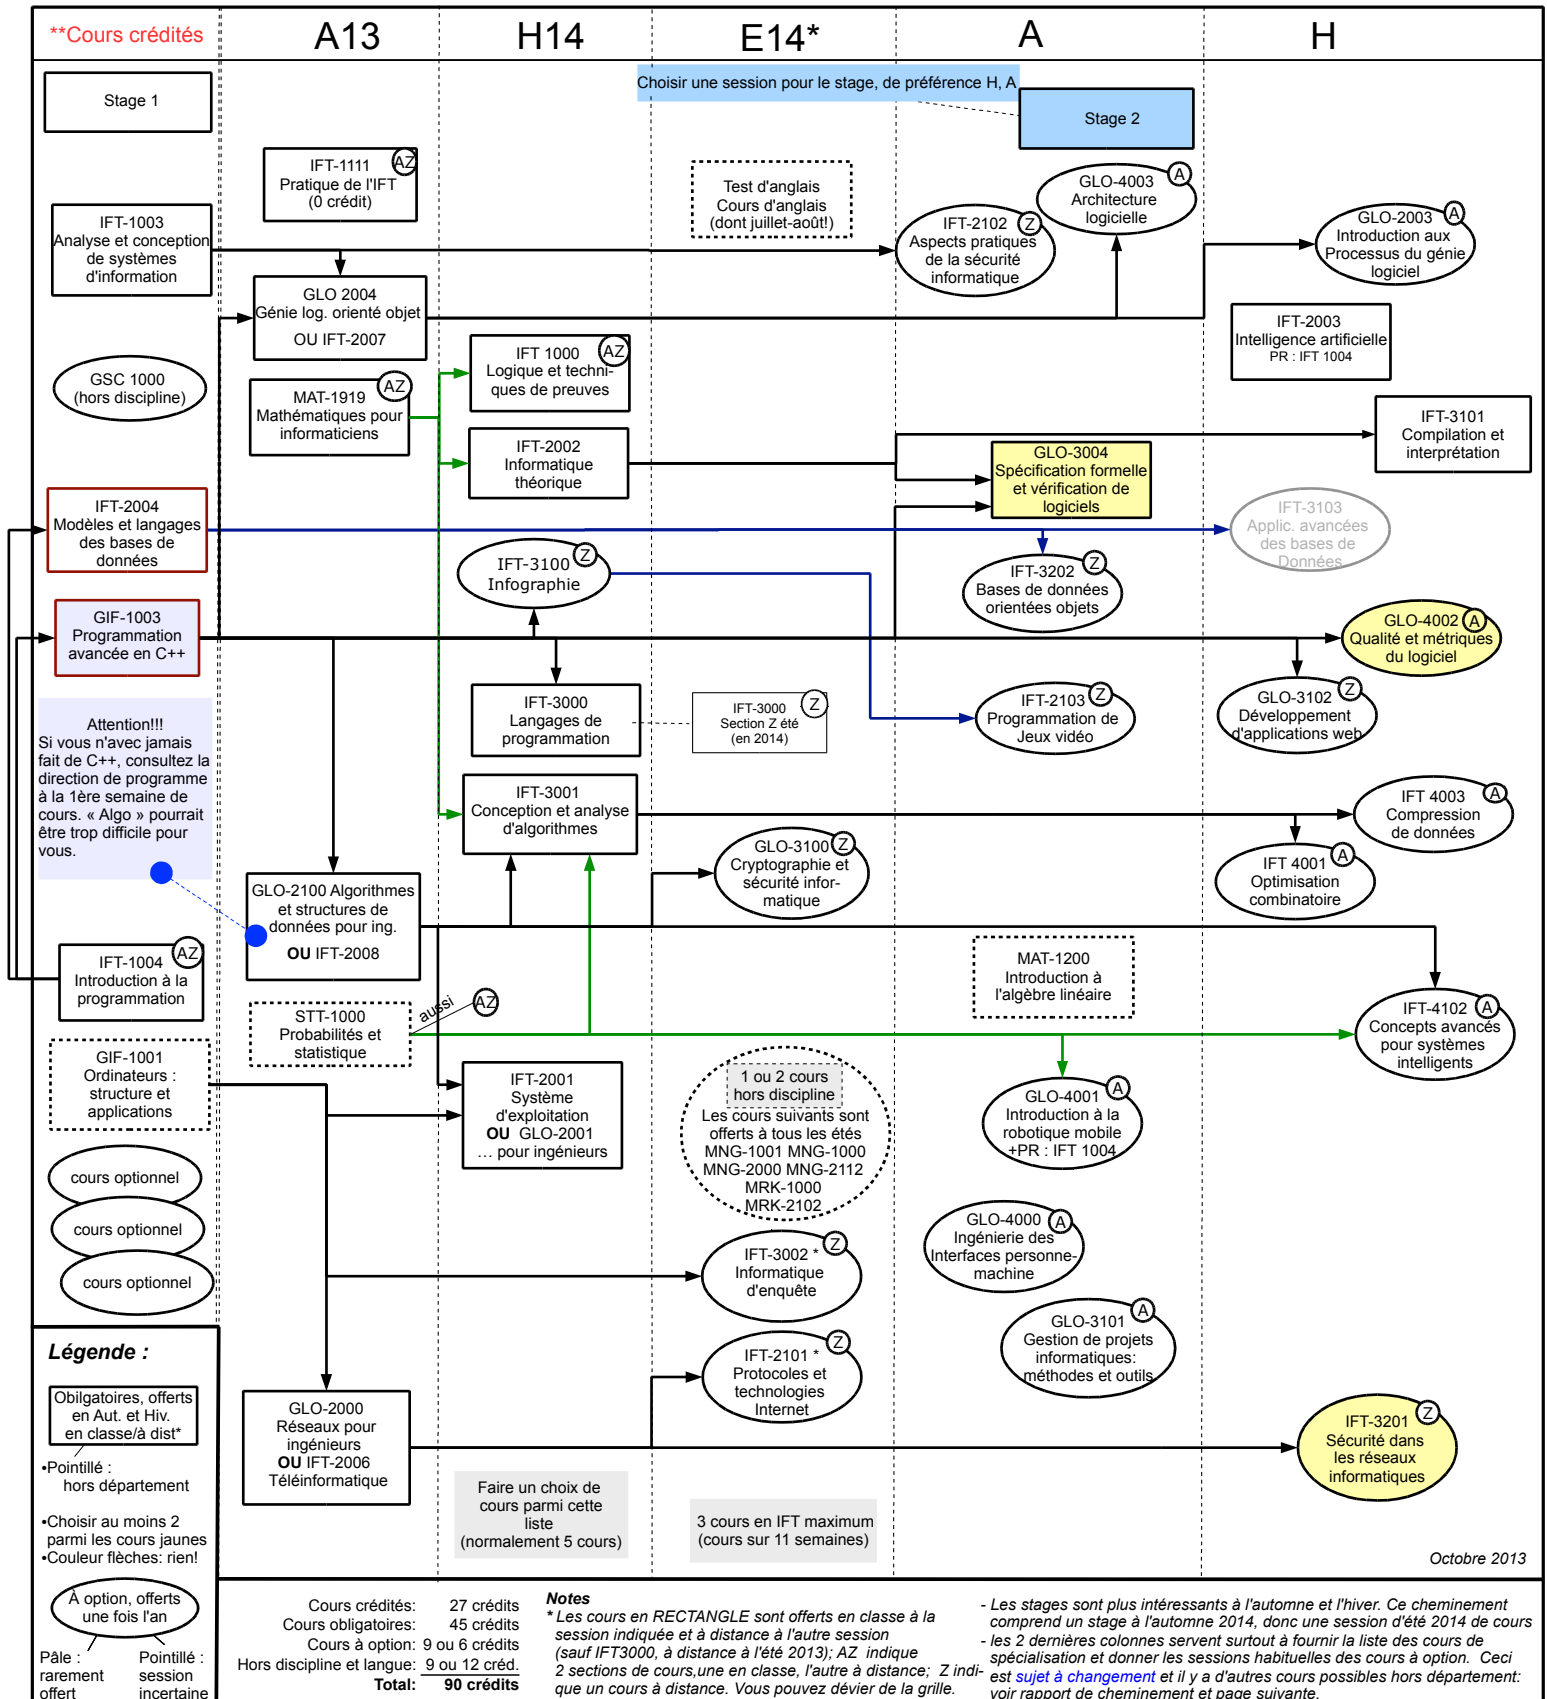 **Cours crédités
A13
H14
E14*
A
H
Choisir une session pour le stage, de préférence H, A
Stage 1
Stage 2
IFT-1111
Pratique de l'IFT
(0 crédit)
AZ
Test d'anglais
Cours d'anglais
(dont juillet-août!)
GLO-4003
Architecture
logicielle
A
IFT-1003
Analyse et conception
de systèmes
d'information
IFT-2102
Aspects pratiques
de la sécurité
informatique
Z
GLO-2003
Introduction aux
Processus du génie
logiciel
A
GLO 2004
Génie log. orienté objet
OU IFT-2007
IFT-2003
Intelligence artificielle
PR : IFT 1004
IFT 1000
Logique et techni-
ques de preuves
AZ
GSC 1000
(hors discipline)
MAT-1919
Mathématiques pour
informaticiens
AZ
IFT-3101
Compilation et
interprétation
IFT-2002
Informatique
théorique
GLO-3004
Spécification formelle
et vérification de
logiciels
IFT-2004
Modèles et langages
des bases de
données
IFT-3103
Applic. avancées
des bases de
Données
IFT-3100
Infographie
Z
IFT-3202
Bases de données
orientées objets
Z
GIF-1003
Programmation
avancée en C++
GLO-4002
Qualité et métriques
du logiciel
A
IFT-3000
Langages de
programmation
IFT-3000
Section Z été
(en 2014)
Z
IFT-2103
Programmation de
Jeux vidéo
Z
GLO-3102
Développement
d'applications web
Z
Attention!!!
Si vous n'avec jamais
fait de C++, consultez la
direction de programme
à la 1ère semaine de
cours. « Algo » pourrait
être trop difficile pour
vous.
IFT-3001
Conception et analyse
d'algorithmes
IFT 4003
Compression
de données
A
GLO-3100
Cryptographie et
sécurité infor-
matique
Z
IFT 4001
Optimisation
combinatoire
A
GLO-2100 Algorithmes
et structures de
données pour ing.
OU IFT-2008
IFT-1004
Introduction à la
programmation
AZ
MAT-1200
Introduction à
l'algèbre linéaire
STT-1000
Probabilités et
statistique
aussi
AZ
IFT-4102
Concepts avancés
pour systèmes
intelligents
A
GIF-1001
Ordinateurs :
structure et
applications
IFT-2001
Système
d'exploitation
OU GLO-2001
… pour ingénieurs
1 ou 2 cours
hors discipline
Les cours suivants sont
offerts à tous les étés
MNG-1001 MNG-1000
MNG-2000 MNG-2112
MRK-1000
MRK-2102
GLO-4001
Introduction à la
robotique mobile
+PR : IFT 1004
A
cours optionnel
cours optionnel
cours optionnel
GLO-4000
Ingénierie des
Interfaces personne-
machine
A
IFT-3002 *
Informatique
d'enquête
Z
GLO-3101
Gestion de projets
informatiques:
méthodes et outils
A
IFT-2101 *
Protocoles et
technologies
Internet
Z
GLO-2000
Réseaux pour
ingénieurs
OU IFT-2006
Téléinformatique
IFT-3201
Sécurité dans
les réseaux
informatiques
Z
Faire un choix de
cours parmi cette
liste
(normalement 5 cours)
3 cours en IFT maximum
(cours sur 11 semaines)
Octobre 2013
Légende :
Obilgatoires, offerts
en Aut. et Hiv.
en classe/à dist*
•Pointillé :
hors département
•Choisir au moins 2
parmi les cours jaunes
•Couleur flèches: rien!
À option, offerts
une fois l'an
Pâle :
rarement
offert
Pointillé :
session
incertaine
Cours crédités: 27 crédits
Cours obligatoires: 45 crédits
Cours à option: 9 ou 6 crédits
Hors discipline et langue: 9 ou 12 créd.
Total: 90 crédits
Notes
* Les cours en RECTANGLE sont offerts en classe à la
session indiquée et à distance à l'autre session
(sauf IFT3000, à distance à l'été 2013); AZ indique
2 sections de cours,une en classe, l'autre à distance; Z indi-
que un cours à distance. Vous pouvez dévier de la grille.
- Les stages sont plus intéressants à l'automne et l'hiver. Ce cheminement
comprend un stage à l'automne 2014, donc une session d'été 2014 de cours
- les 2 dernières colonnes servent surtout à fournir la liste des cours de
spécialisation et donner les sessions habituelles des cours à option. Ceci
est sujet à changement et il y a d'autres cours possibles hors département:
voir rapport de cheminement et page suivante.